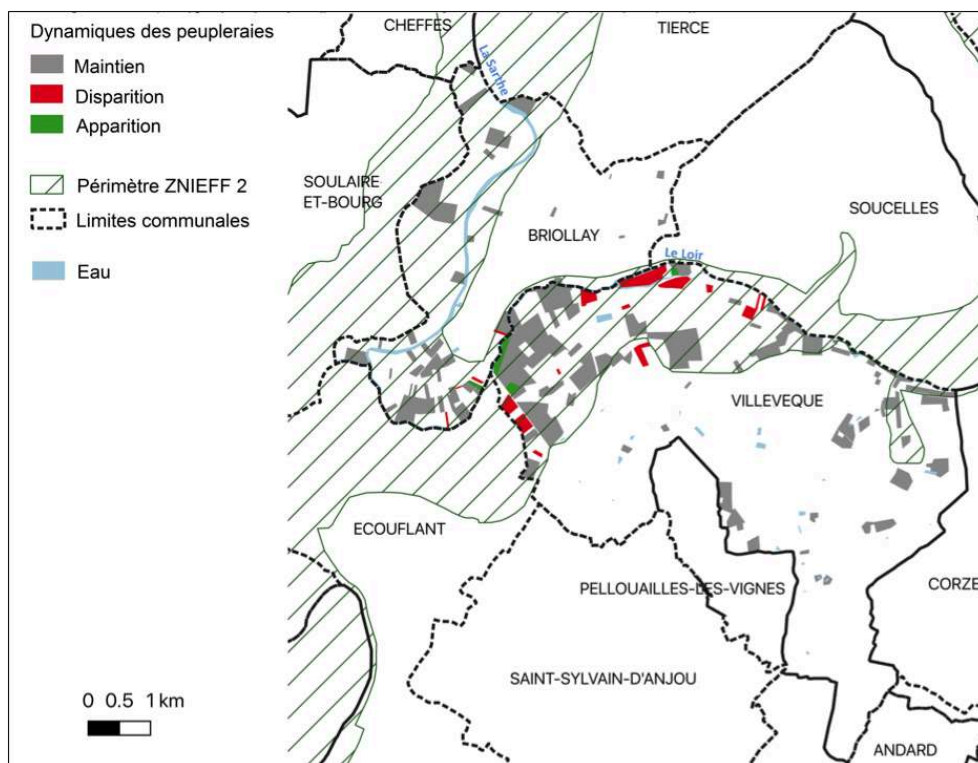 Dynamiques des peupleraies
Maintien
Disparition
Apparition
Périmètre ZNIEFF 2
Limites communales
Eau
0 0.5 1 km
CHEFFES
TIERCE
La Sarthe
SOULAIRE
ET-BOURG
SOUCELLES
BRIOLLAY
Le Loir
VILLEVEQUE
ECOUFLANT
PELLOUAILLES-LES-VIGNES
CORZE
SAINT-SYLVAIN-D'ANJOU
ANDARD